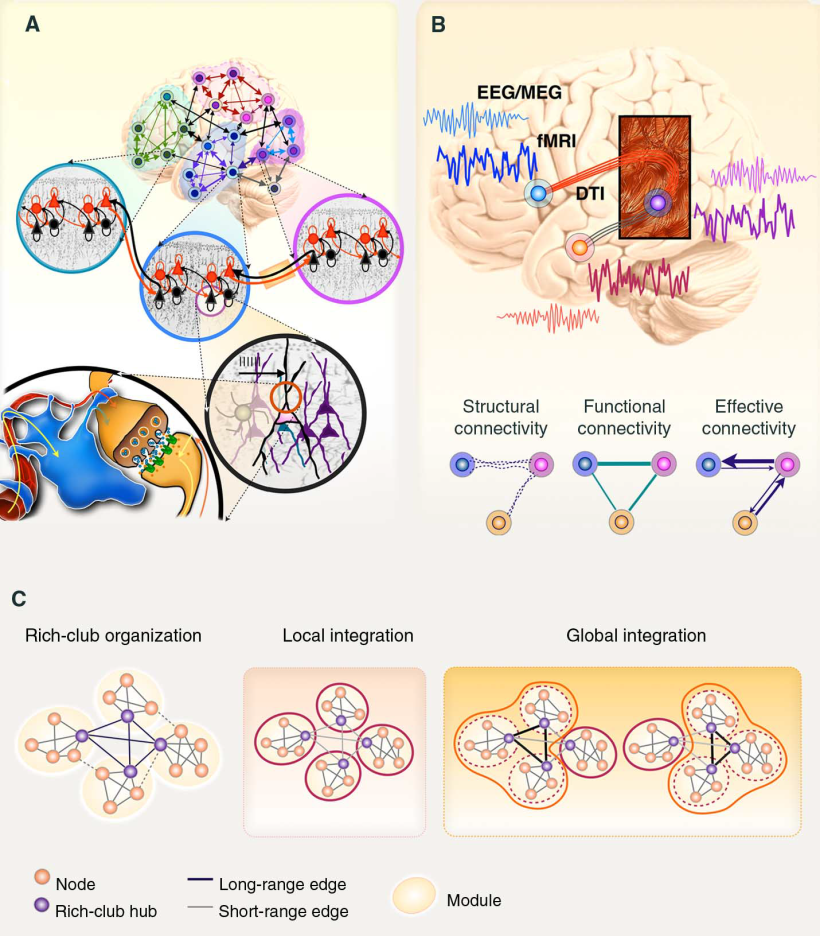 A
B
EEG/MEG
fMRI
DTI
Structural
connectivity
Functional
connectivity
Effective
connectivity
C
Rich-club organization
Local integration
Global integration
Node
Rich-club hub
Long-range edge
Short-range edge
Module